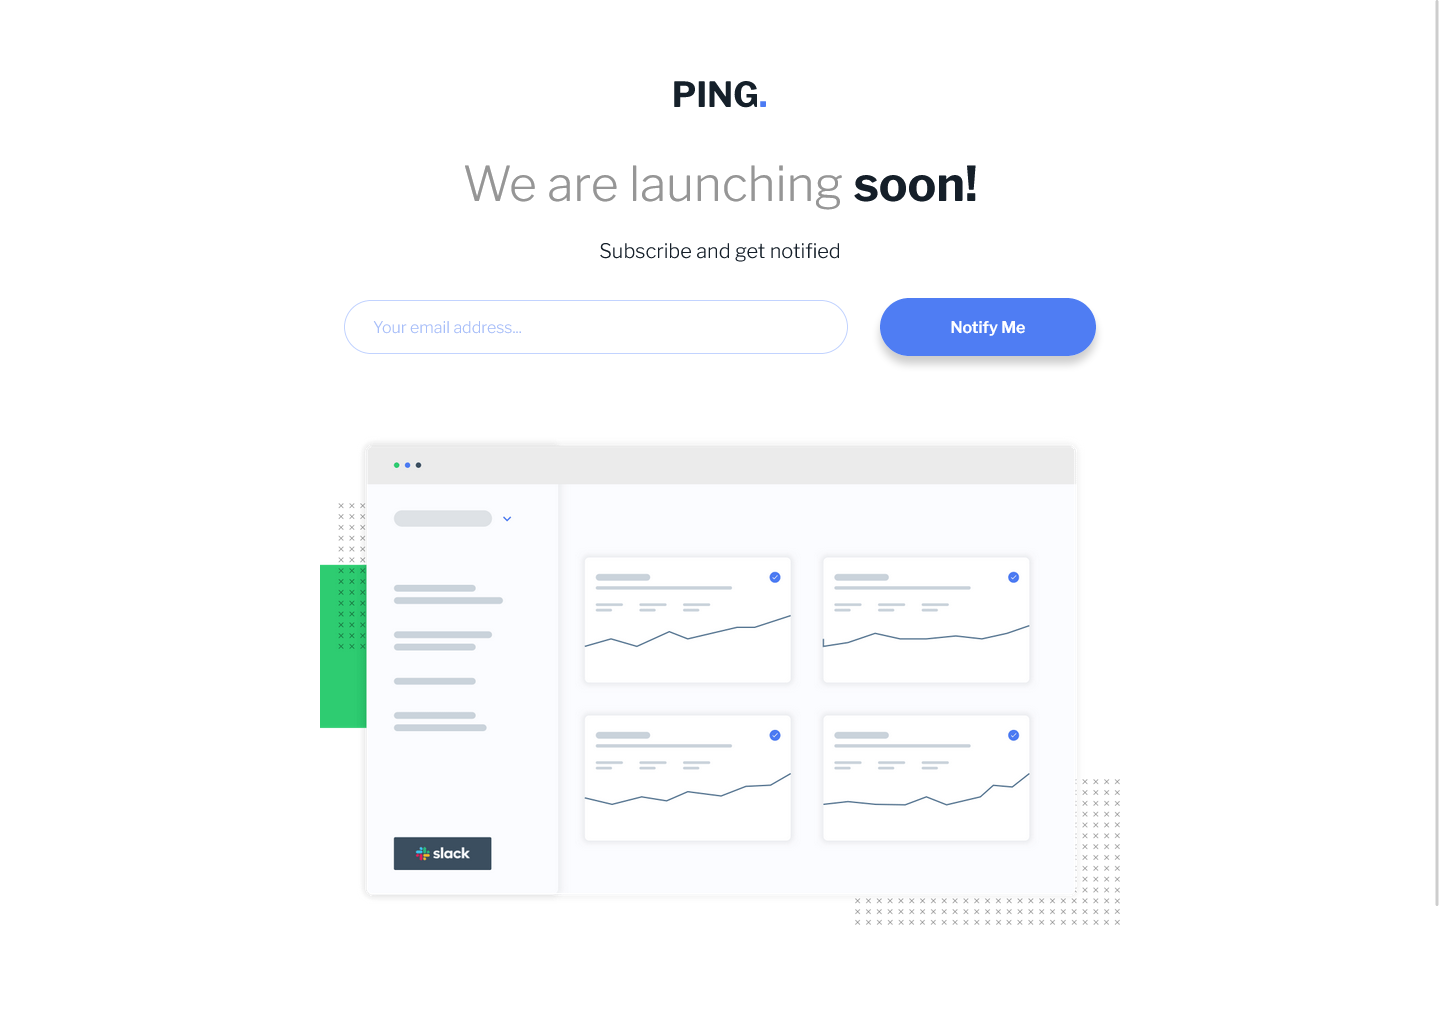 PING.
We are launching soon!
Subscribe and get notified
Your email address...
Notify Me
slack